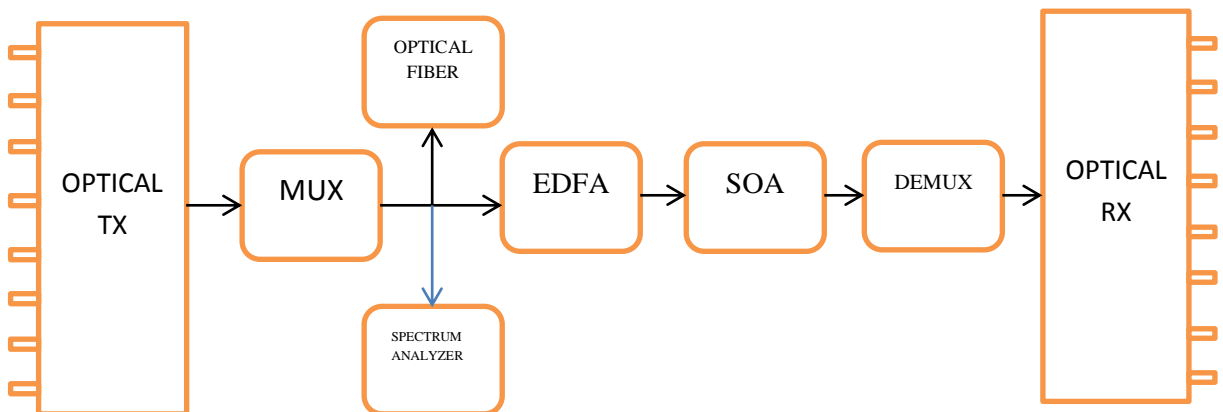 OPTICAL
TX
MUX
OPTICAL
FIBER
SPECTRUM
ANALYZER
EDFA
SOA
DEMUX
OPTICAL
RX